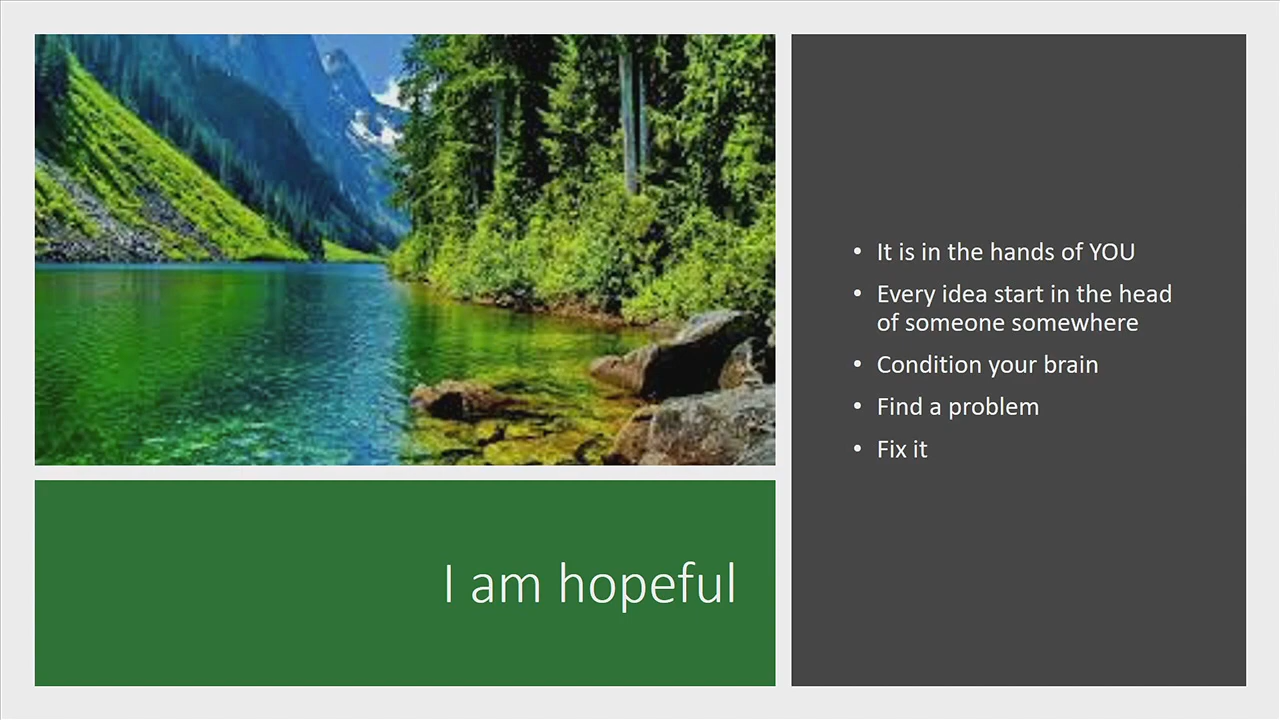 I am hopeful
• It is in the hands of YOU
• Every idea start in the head
of someone somewhere
• Condition your brain
• Find a problem
• Fix it